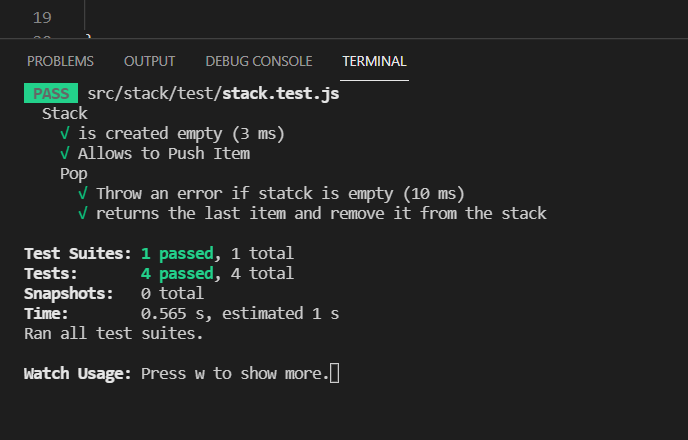 19
PROBLEMS OUTPUT DEBUG CONSOLE TERMINAL
PASS src/stack/test/stack.test.js
Stack
√ is created empty (3 ms)
√ Allows to Push Item
Pop
√ Throw an error if statck is empty (10 ms)
√ returns the last item and remove it from the stack
Test Suites: 1 passed, 1 total
Tests: 4 passed, 4 total
Snapshots: 0 total
Time: 0.565 s, estimated 1 s
Ran all test suites.
Watch Usage: Press w to show more.